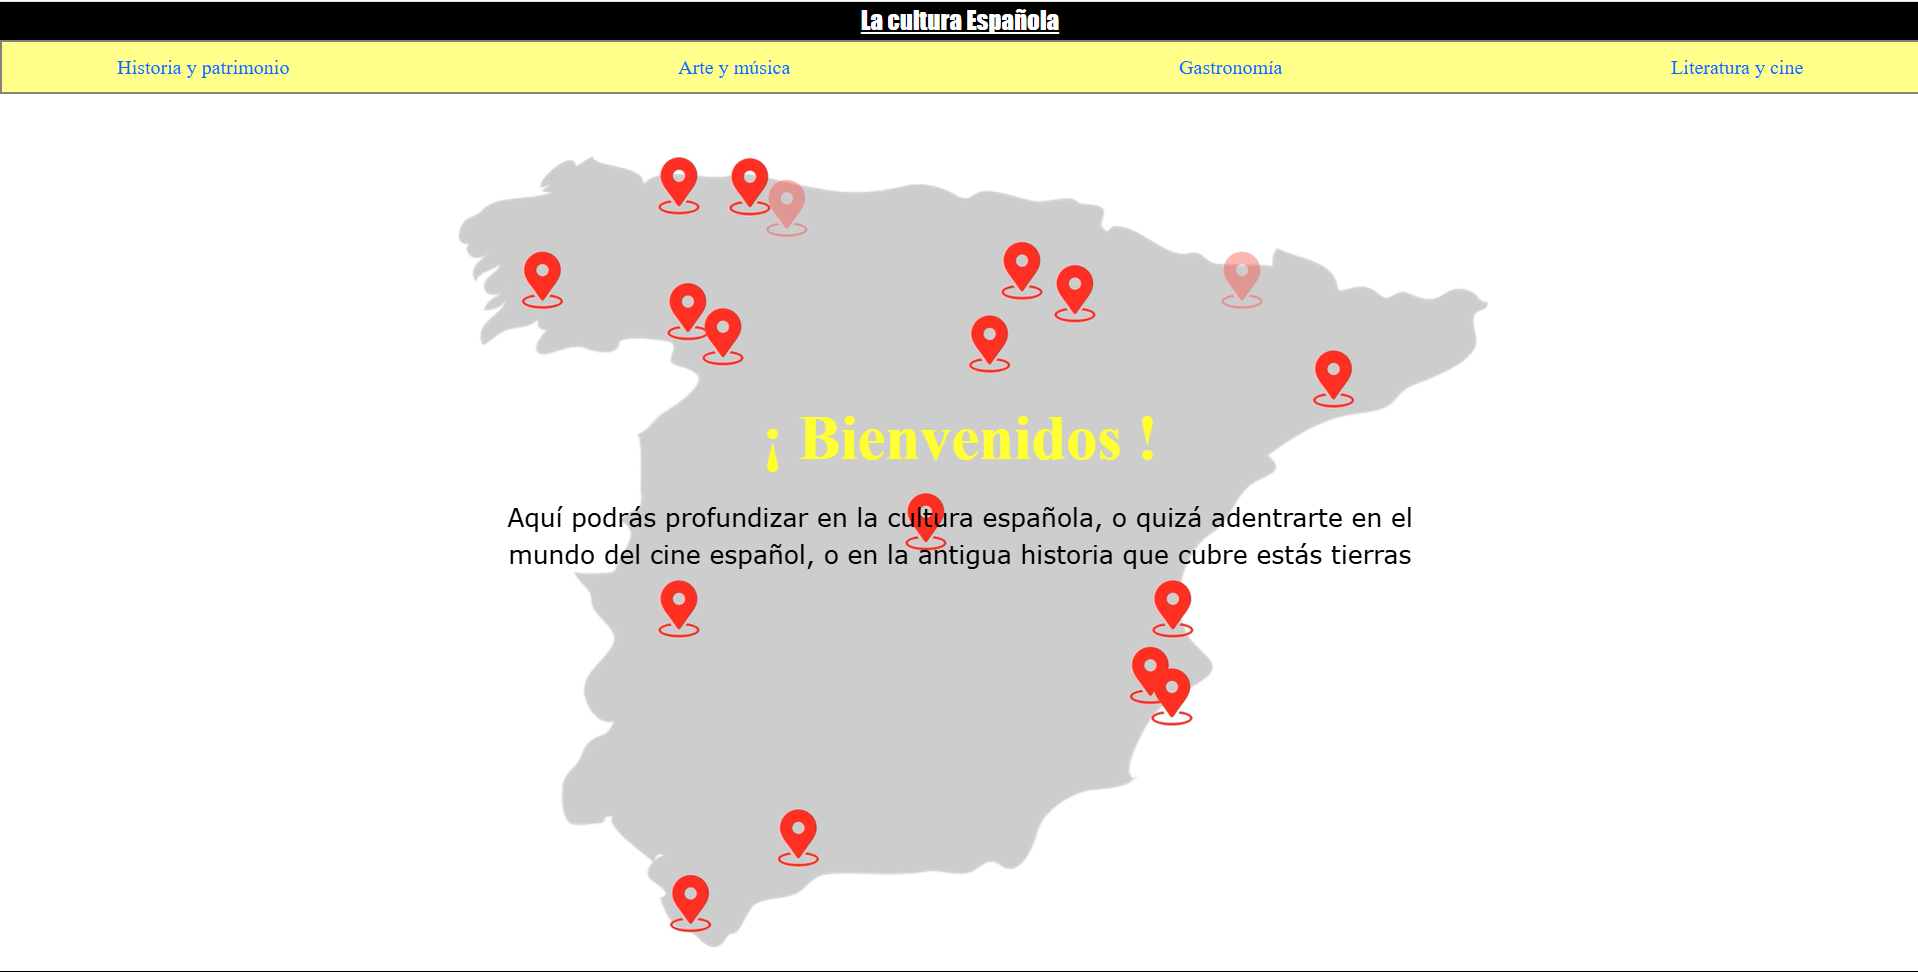 La cultura Española
Historia y patrimonio
Arte y música
Gastronomía
Literatura y cine
¡ Bienvenidos !
Aquí podrás profundizar en la cultura española, o quizá adentrarte en el
mundo del cine español, o en la antigua historia que cubre estás tierras